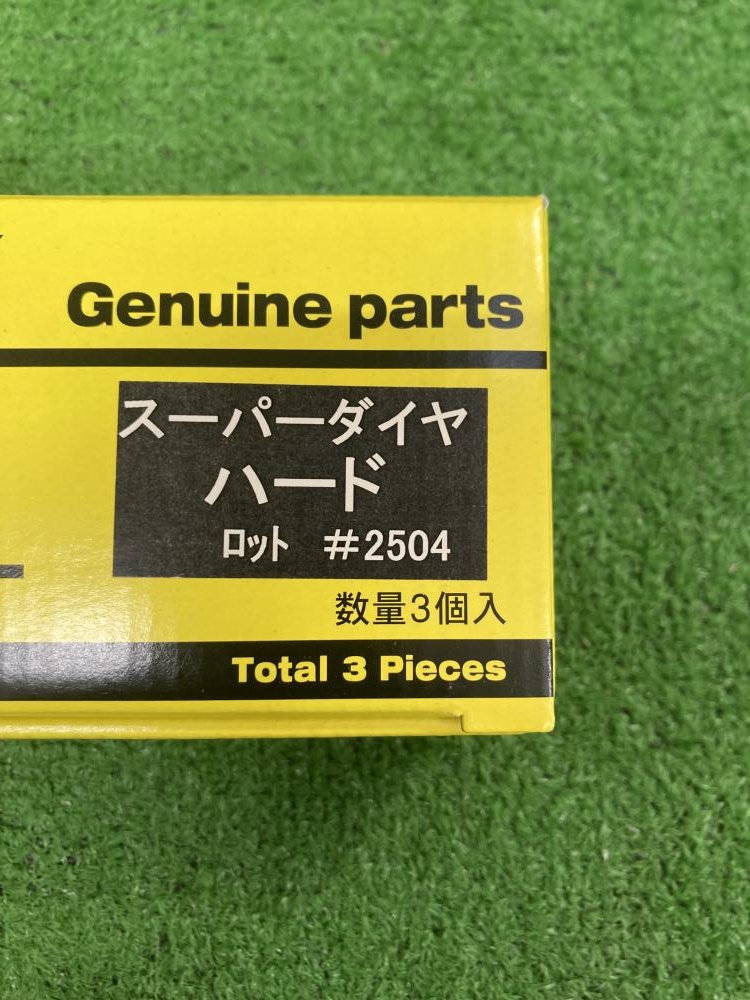 Genuine parts
スーパーダイヤ
ハード
ロット #2504
数量3個入
Total 3 Pieces